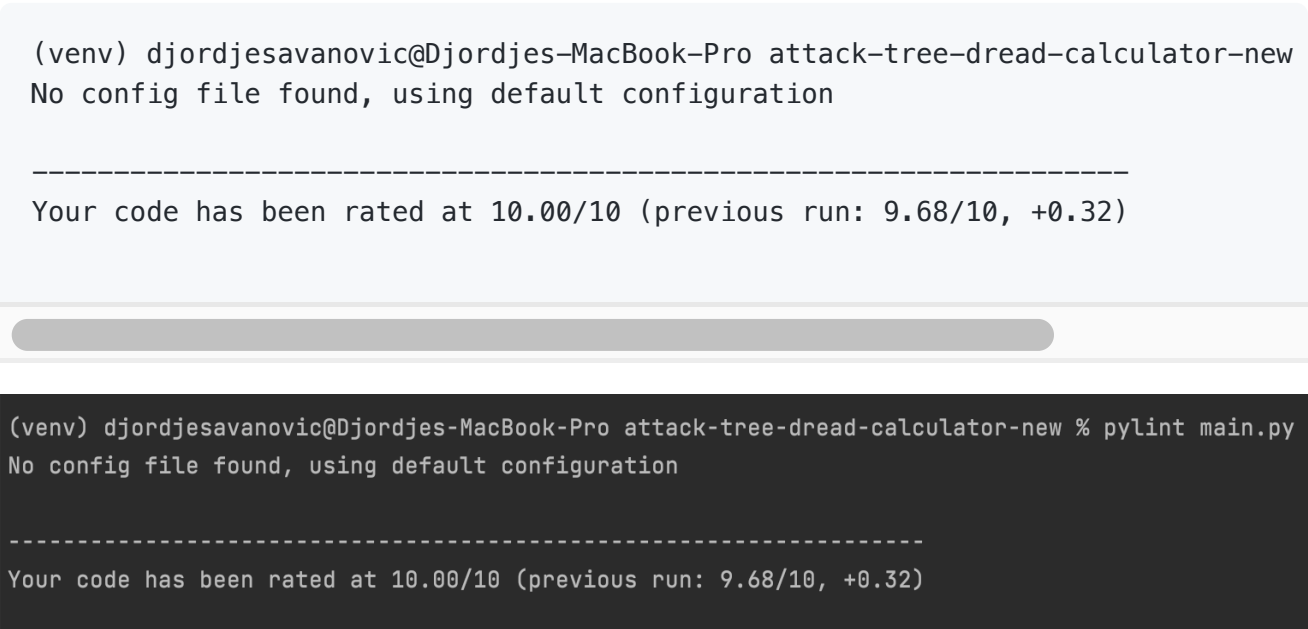 (venv) djordjesavanovic@Djordjes-MacBook-Pro attack-tree-dread-calculator-new
No config file found, using default configuration
-------------------------------------------------------------------
Your code has been rated at 10.00/10 (previous run: 9.68/10, +0.32)
(venv) djordjesavanovic@Djordjes-MacBook-Pro attack-tree-dread-calculator-new % pylint main.py
No config file found, using default configuration
-------------------------------------------------------------------
Your code has been rated at 10.00/10 (previous run: 9.68/10, +0.32)